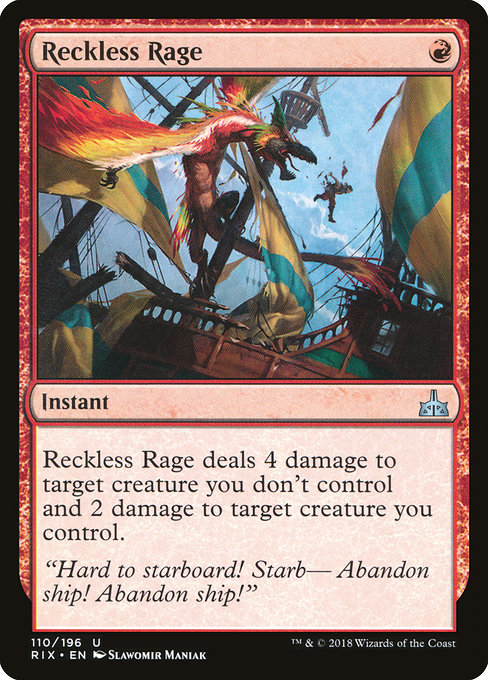 Reckless Rage
Instant
Reckless Rage deals 4 damage to
target creature you don't control
and 2 damage to target creature you
control.
"Hard to starboard! Starb— Abandon
ship! Abandon ship!"
110/196 U
RIX • EN Slawomir Maniak
™ & © 2018 Wizards of the Coast